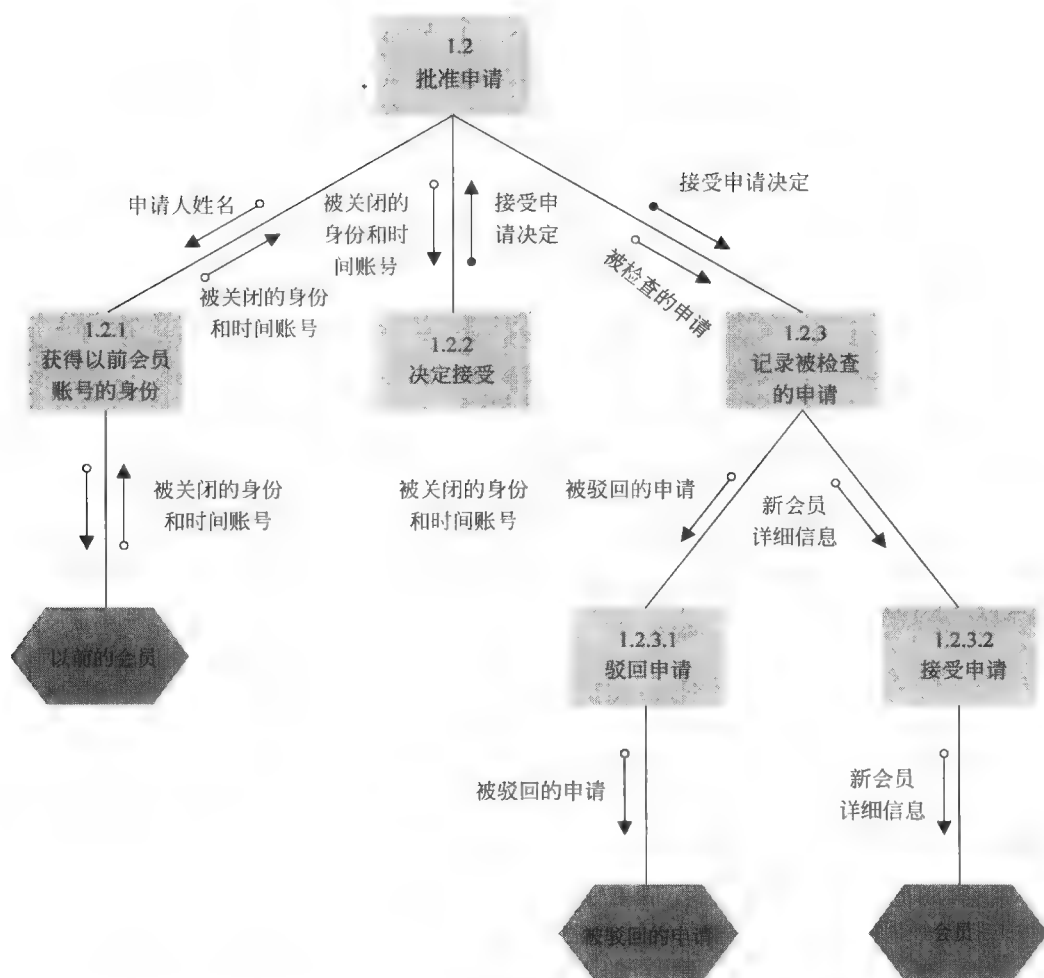 1.2
批准申请
申请人姓名
被关闭的
身份和时
间账号
接受申
请决定
接受申请决定
被关闭的身份
和时间账号
被检查的申请
1.2.1
获得以前会员
账号的身份
1.2.2
决定接受
1.2.3
记录被检查
的申请
被关闭的身份
和时间账号
被关闭的身份
和时间账号
被驳回的申请
新会员
详细信息
以前的会员
1.2.3.1
驳回申请
1.2.3.2
接受申请
被驳回的申请
新会员
详细信息
被驳回的申请
会员